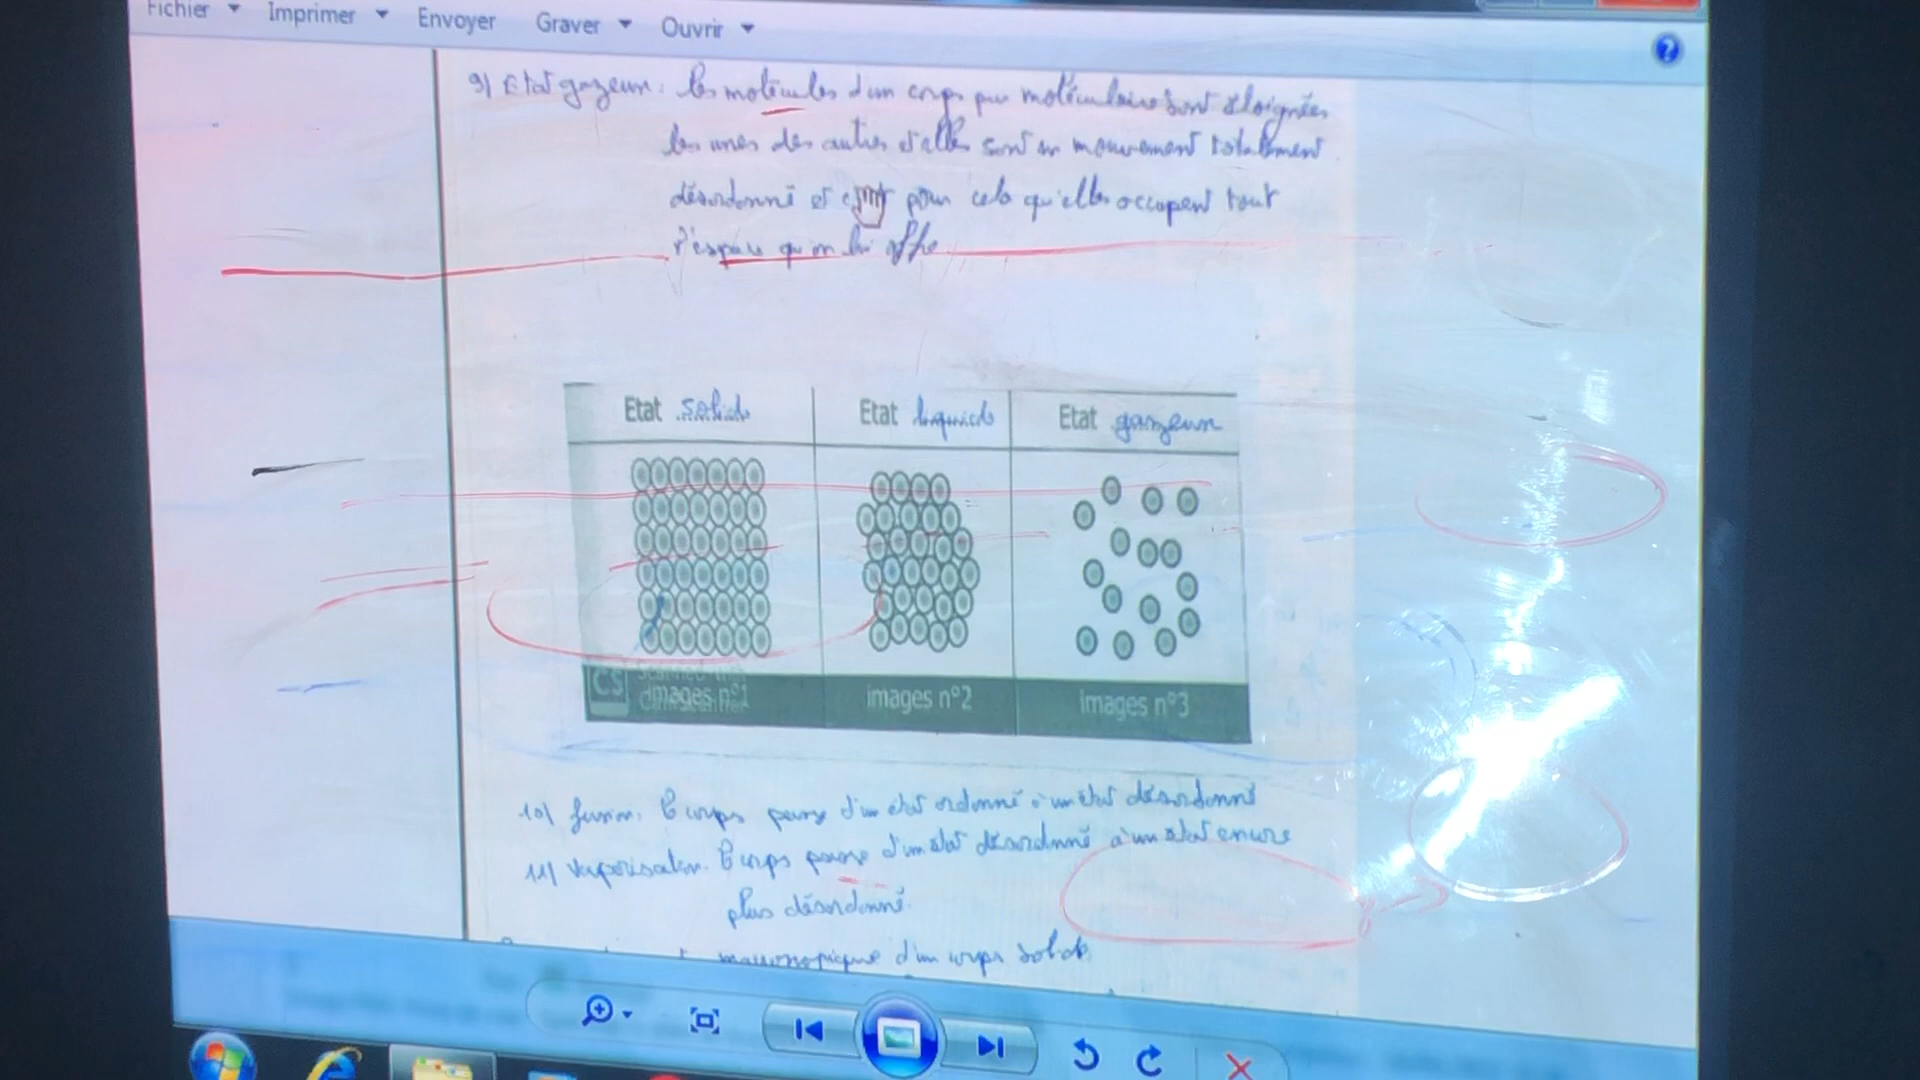 Fichier Imprimer Envoyer Graver Ouvrir
9) Etat gazeux : les molécules d'un corps pur moléculaire sont éloignées
les unes des autres et elles sont en mouvement totalement
désordonné et pour cela qu'elles occupent tout
l'espace qu'on lui offre
Etat solide Etat liquide Etat gazeux
CS images n°1 images n°2 images n°3
10) fusion. Le corps passe d'un état ordonné à un état désordonné
11) Vaporisation. Le corps passe d'un état désordonné à un état encore
plus désordonné.
macroscopique d'un corps solide